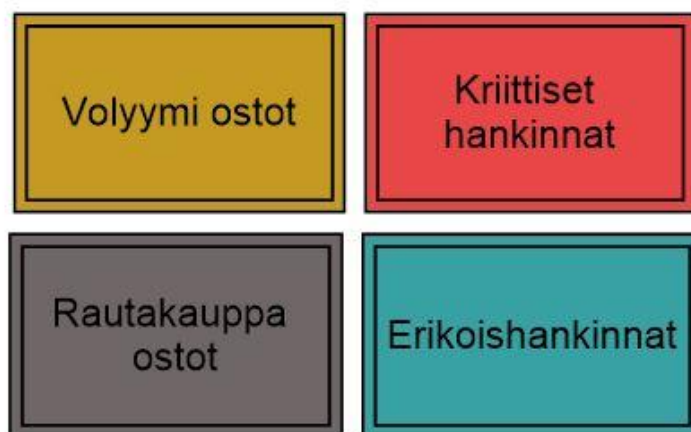 Volyymi ostot
Kriittiset
hankinnat
Rautakauppa
ostot
Erikoishankinnat